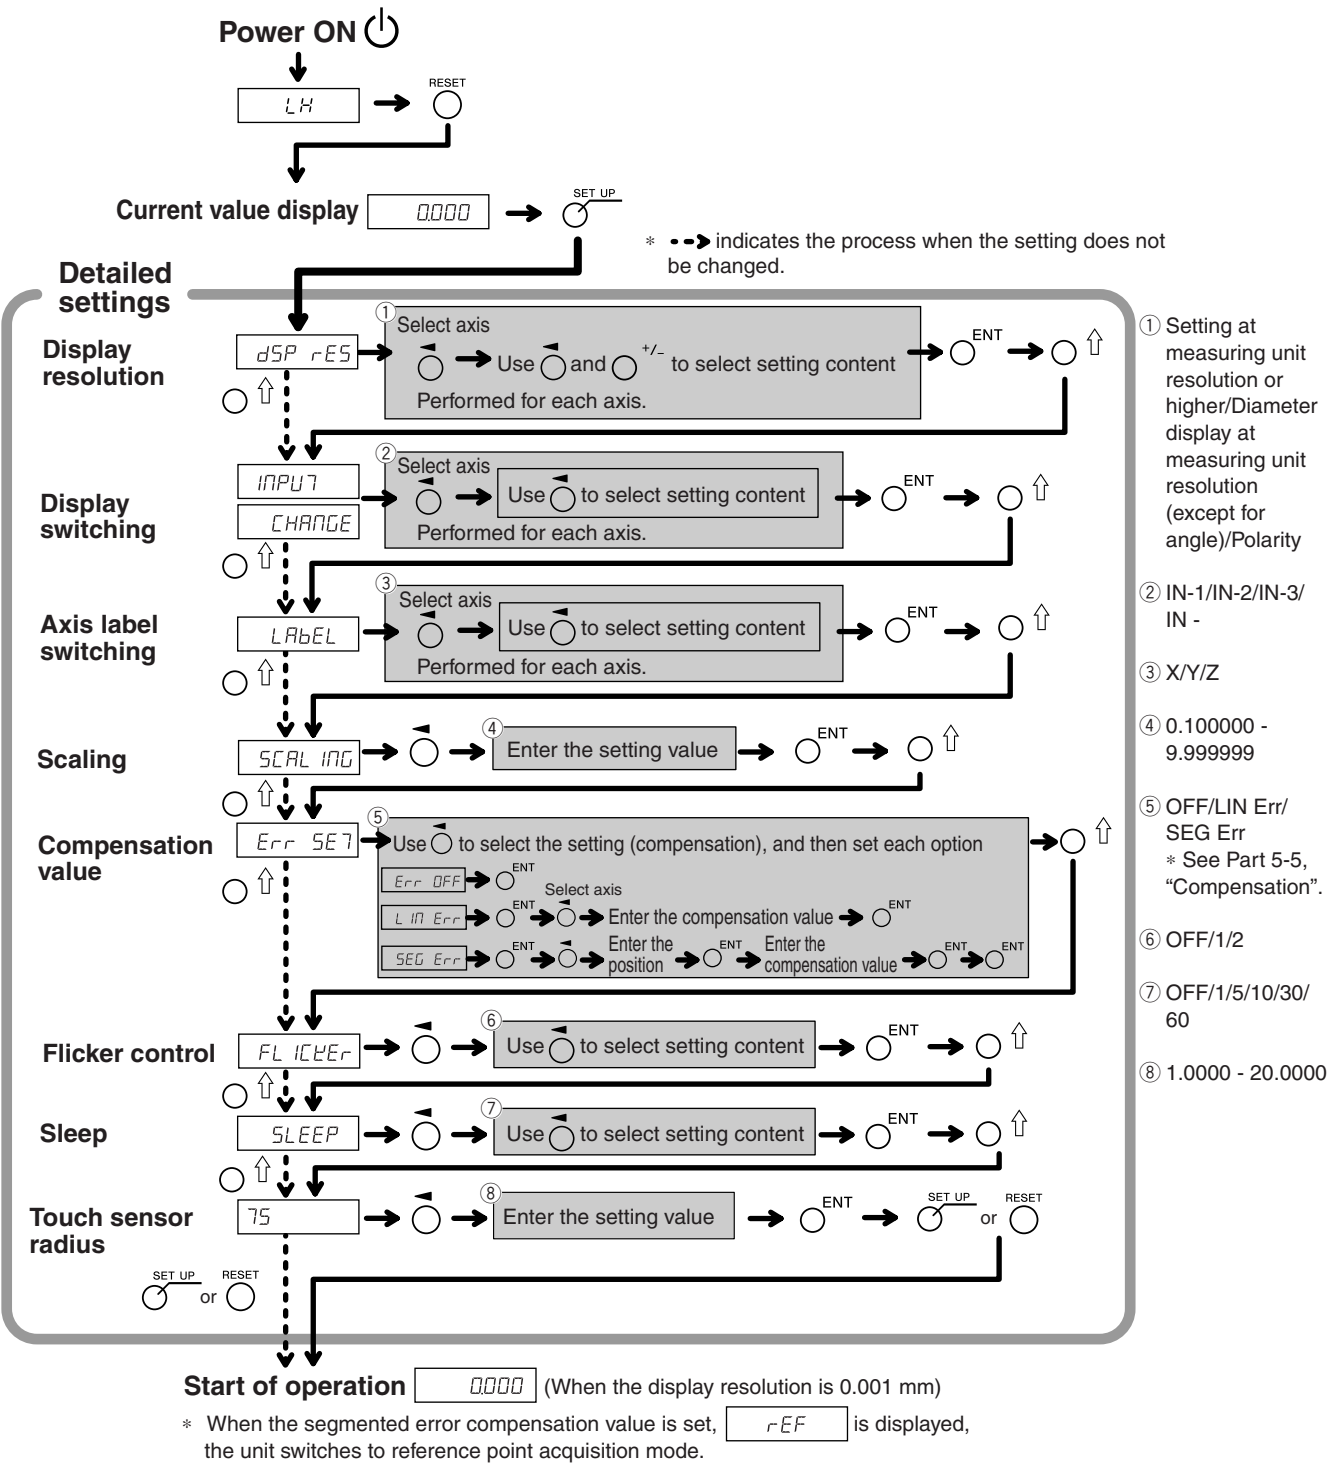 Power ON
LH
RESET
Current value display 0.000
SET UP
* indicates the process when the setting does not
be changed.
Detailed
settings
Display
resolution
dSP rES
① Select axis
Use and +/- to select setting content
Performed for each axis.
ENT
Display
switching
INPUT
CHANGE
② Select axis
Use to select setting content
Performed for each axis.
ENT
Axis label
switching
LAbEL
③ Select axis
Use to select setting content
Performed for each axis.
ENT
Scaling
SCALING
④ Enter the setting value
ENT
Compensation
value
Err SET
⑤ Use to select the setting (compensation), and then set each option
Err OFF ENT
Select axis
LIN Err ENT Enter the compensation value ENT
SEG Err ENT Enter the position ENT Enter the compensation value ENT ENT
Flicker control
FLICKEr
⑥ Use to select setting content
ENT
Sleep
SLEEP
⑦ Use to select setting content
ENT
Touch sensor
radius
TS
⑧ Enter the setting value
ENT
SET UP or RESET
SET UP or RESET
① Setting at
measuring unit
resolution or
higher/Diameter
display at
measuring unit
resolution
(except for
angle)/Polarity
② IN-1/IN-2/IN-3/
IN -
③ X/Y/Z
④ 0.100000 -
9.999999
⑤ OFF/LIN Err/
SEG Err
* See Part 5-5,
“Compensation”.
⑥ OFF/1/2
⑦ OFF/1/5/10/30/
60
⑧ 1.0000 - 20.0000
Start of operation 0.000 (When the display resolution is 0.001 mm)
* When the segmented error compensation value is set, rEF is displayed,
the unit switches to reference point acquisition mode.